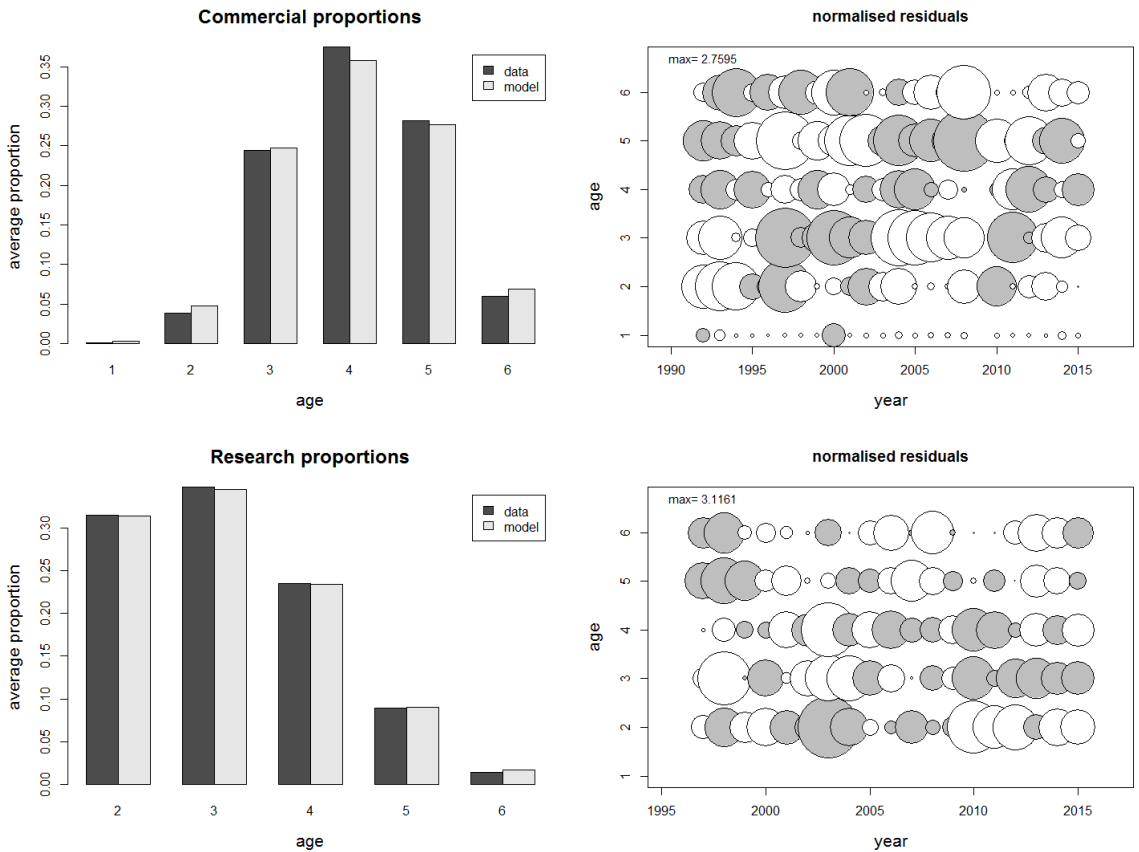 Commercial proportions
average proportion
0.00 0.05 0.10 0.15 0.20 0.25 0.30 0.35
data
model
1 2 3 4 5 6
age
normalised residuals
max= 2.7595
age
1 2 3 4 5 6
1990 1995 2000 2005 2010 2015
year
Research proportions
average proportion
0.00 0.05 0.10 0.15 0.20 0.25 0.30
data
model
2 3 4 5 6
age
normalised residuals
max= 3.1161
age
1 2 3 4 5 6
1995 2000 2005 2010 2015
year